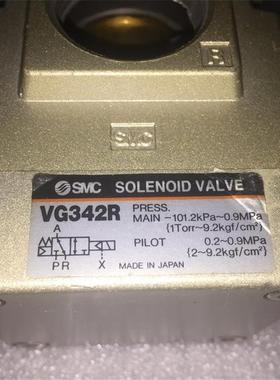 R
SMC
SMC SOLENOID VALVE
VG342R PRESS.
MAIN -101.2kPa~0.9MPa
{1Torr~9.2kgf/cm²}
A
PILOT 0.2~0.9MPa
{2~9.2kgf/cm²}
P R X
MADE IN JAPAN